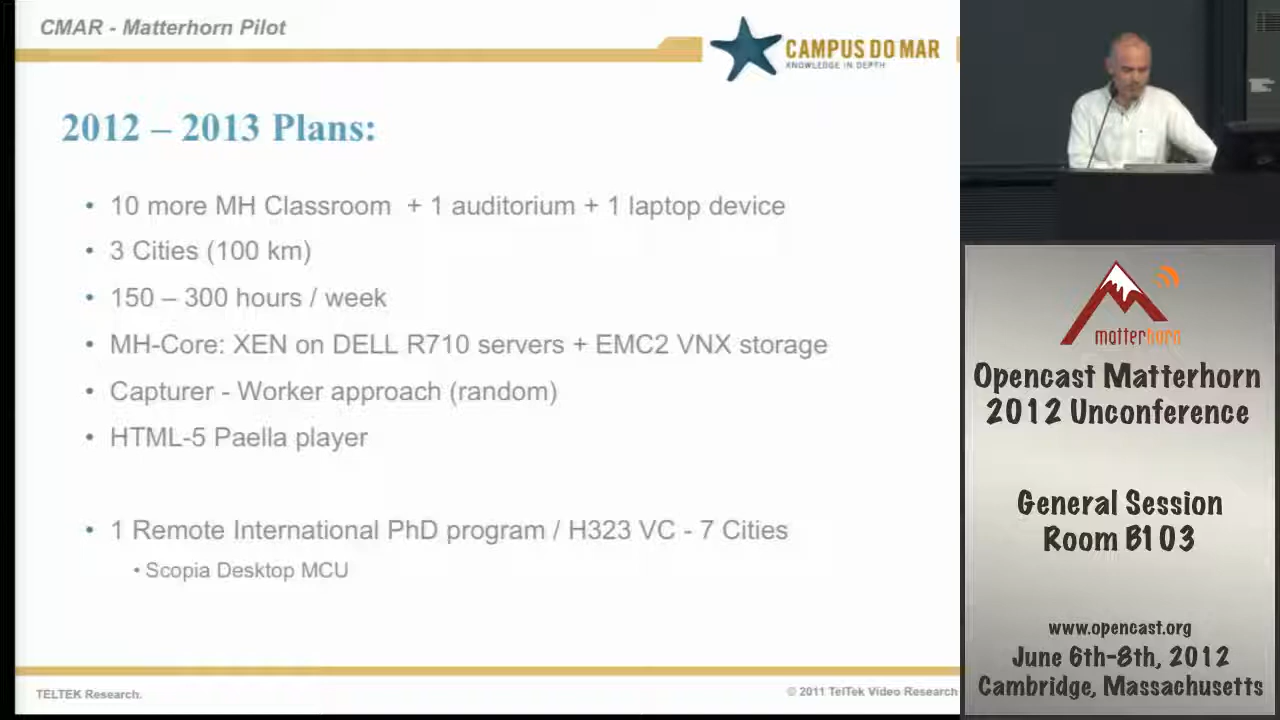 CMAR - Matterhorn Pilot
CAMPUS DO MAR
KNOWLEDGE IN DEPTH
2012 – 2013 Plans:
• 10 more MH Classroom + 1 auditorium + 1 laptop device
• 3 Cities (100 km)
• 150 – 300 hours / week
• MH-Core: XEN on DELL R710 servers + EMC2 VNX storage
• Capturer - Worker approach (random)
• HTML-5 Paella player
• 1 Remote International PhD program / H323 VC - 7 Cities
• Scopia Desktop MCU
TELTEK Research.
© 2011 TelTek Video Research
matterhorn
Opencast Matterhorn
2012 Unconference
General Session
Room B103
www.opencast.org
June 6th-8th, 2012
Cambridge, Massachusetts